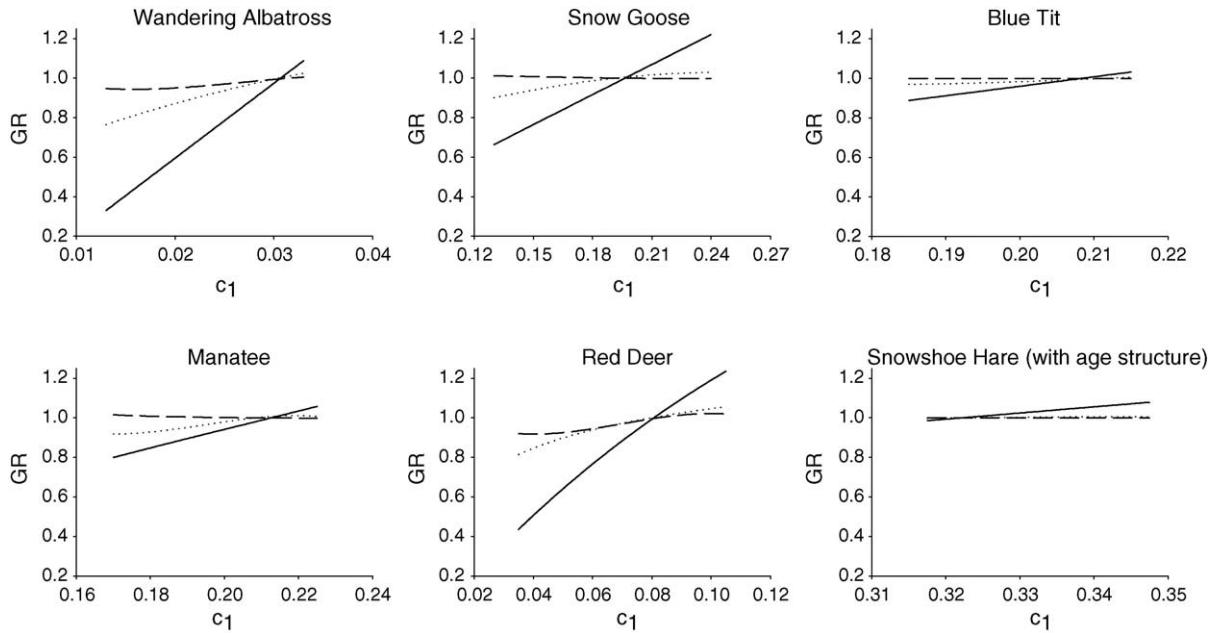 Wandering Albatross
1.2
1.0
0.8
0.6
0.4
0.2
GR
0.01 0.02 0.03 0.04
c1
Snow Goose
1.2
1.0
0.8
0.6
0.4
0.2
GR
0.12 0.15 0.18 0.21 0.24 0.27
c1
Blue Tit
1.2
1.0
0.8
0.6
0.4
0.2
GR
0.18 0.19 0.20 0.21 0.22
c1
Manatee
1.2
1.0
0.8
0.6
0.4
0.2
GR
0.16 0.18 0.20 0.22 0.24
c1
Red Deer
1.2
1.0
0.8
0.6
0.4
0.2
GR
0.02 0.04 0.06 0.08 0.10 0.12
c1
Snowshoe Hare (with age structure)
1.2
1.0
0.8
0.6
0.4
0.2
GR
0.31 0.32 0.33 0.34 0.35
c1